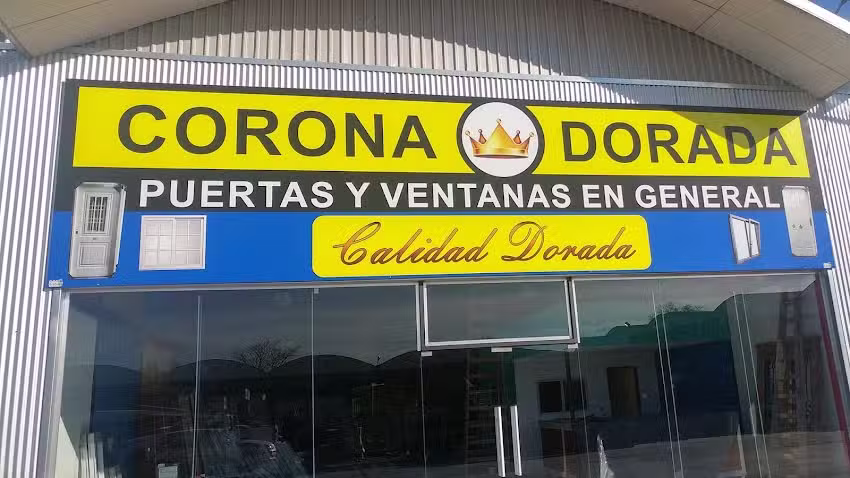 CORONA DORADA
PUERTAS Y VENTANAS EN GENERAL
Calidad Dorada